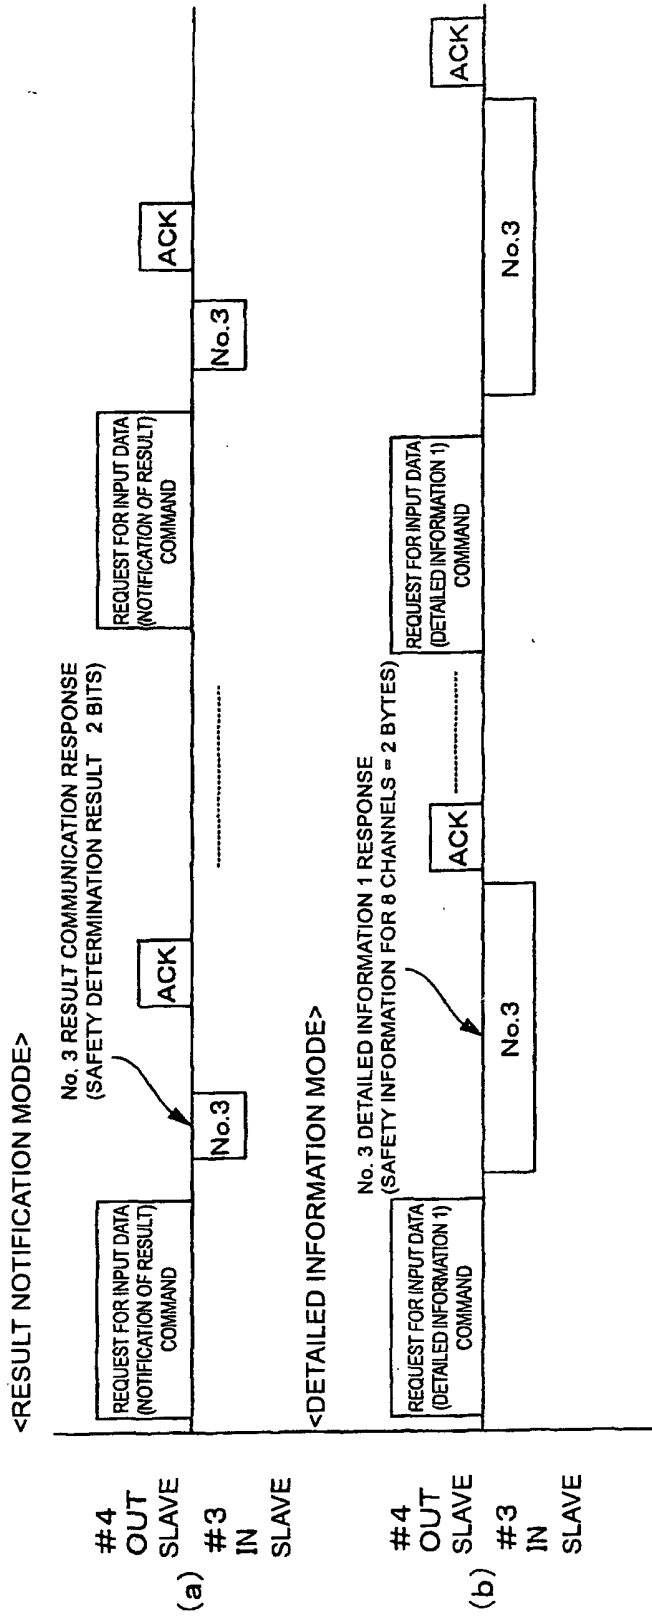 <RESULT NOTIFICATION MODE>
#4
OUT
SLAVE
#3
IN
SLAVE
(a)
REQUEST FOR INPUT DATA
(NOTIFICATION OF RESULT)
COMMAND
No.3
No. 3 RESULT COMMUNICATION RESPONSE
(SAFETY DETERMINATION RESULT 2 BITS)
ACK
REQUEST FOR INPUT DATA
(NOTIFICATION OF RESULT)
COMMAND
No.3
ACK
<DETAILED INFORMATION MODE>
#4
OUT
SLAVE
#3
IN
SLAVE
(b)
REQUEST FOR INPUT DATA
(DETAILED INFORMATION 1)
COMMAND
No.3
No. 3 DETAILED INFORMATION 1 RESPONSE
(SAFETY INFORMATION FOR 8 CHANNELS = 2 BYTES)
ACK
REQUEST FOR INPUT DATA
(DETAILED INFORMATION 1)
COMMAND
No.3
ACK